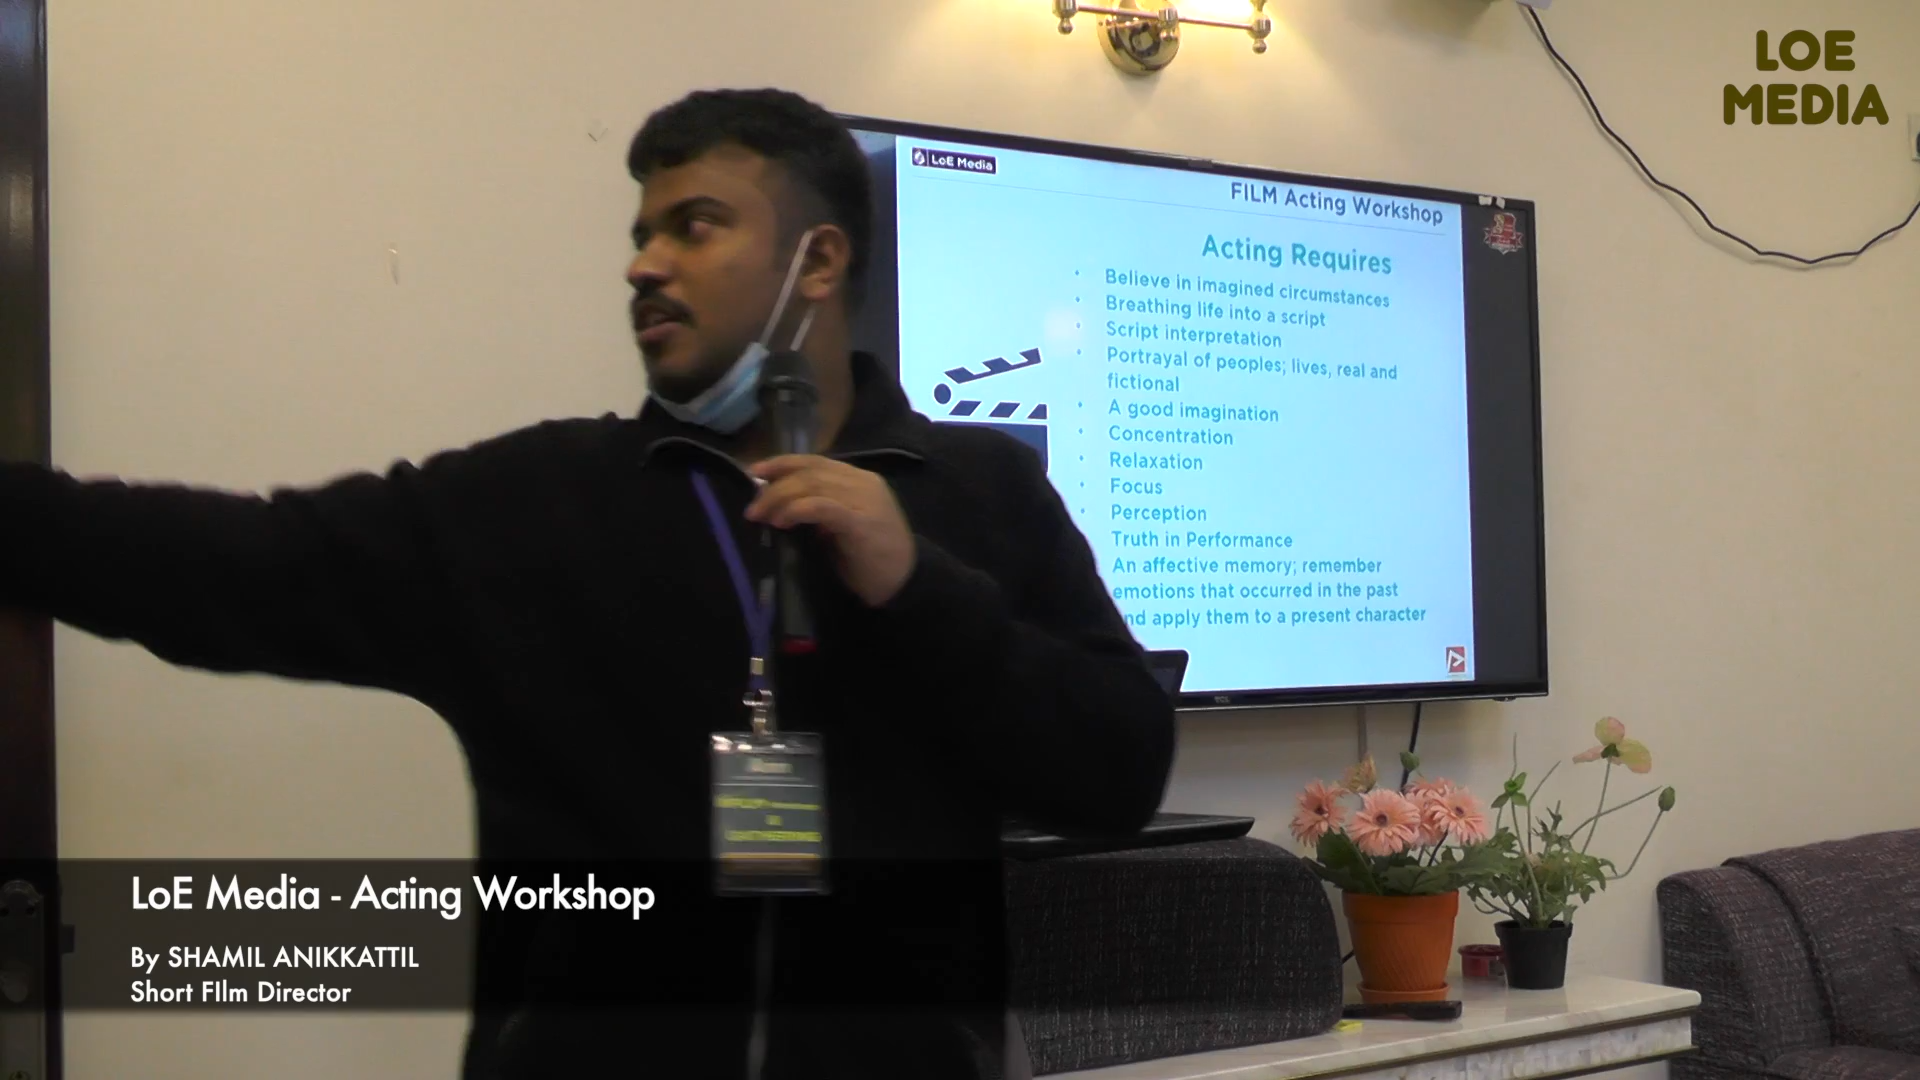 LOE
MEDIA
LoE Media
FILM Acting Workshop
Acting Requires
• Believe in imagined circumstances
• Breathing life into a script
• Script interpretation
• Portrayal of peoples; lives, real and
fictional
• A good imagination
• Concentration
• Relaxation
• Focus
• Perception
Truth in Performance
An affective memory; remember
emotions that occurred in the past
nd apply them to a present character
LoE Media - Acting Workshop
By SHAMIL ANIKKATTIL
Short FIlm Director